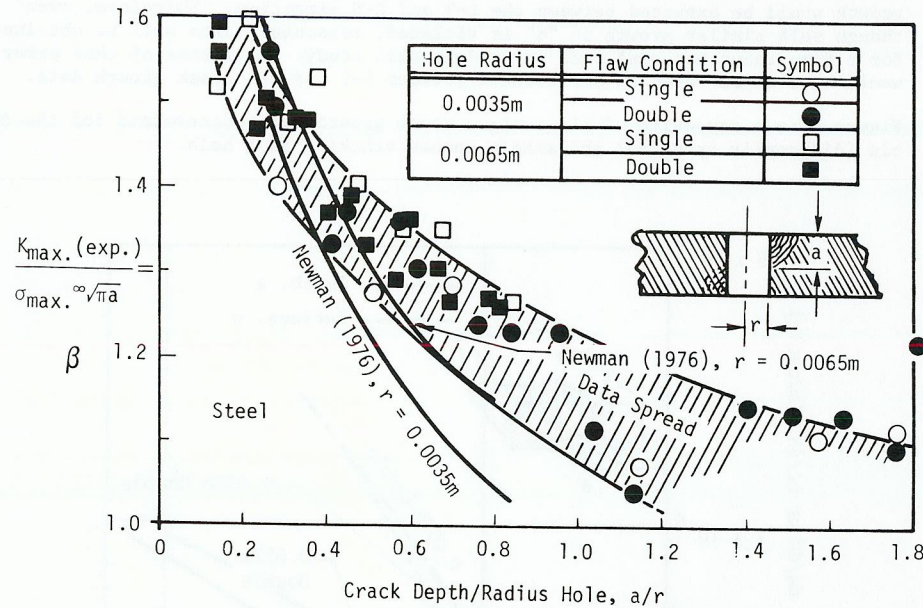 1.6
1.4
1.2
1.0
K max. (exp.)
σ max. ∞ √πa
=
β
Hole Radius Flaw Condition Symbol
0.0035m Single ○
Double ●
0.0065m Single □
Double ■
a
r
Newman (1976), r = 0.0035m
Newman (1976), r = 0.0065m
Data Spread
Steel
0 0.2 0.4 0.6 0.8 1.0 1.2 1.4 1.6 1.8
Crack Depth/Radius Hole, a/r